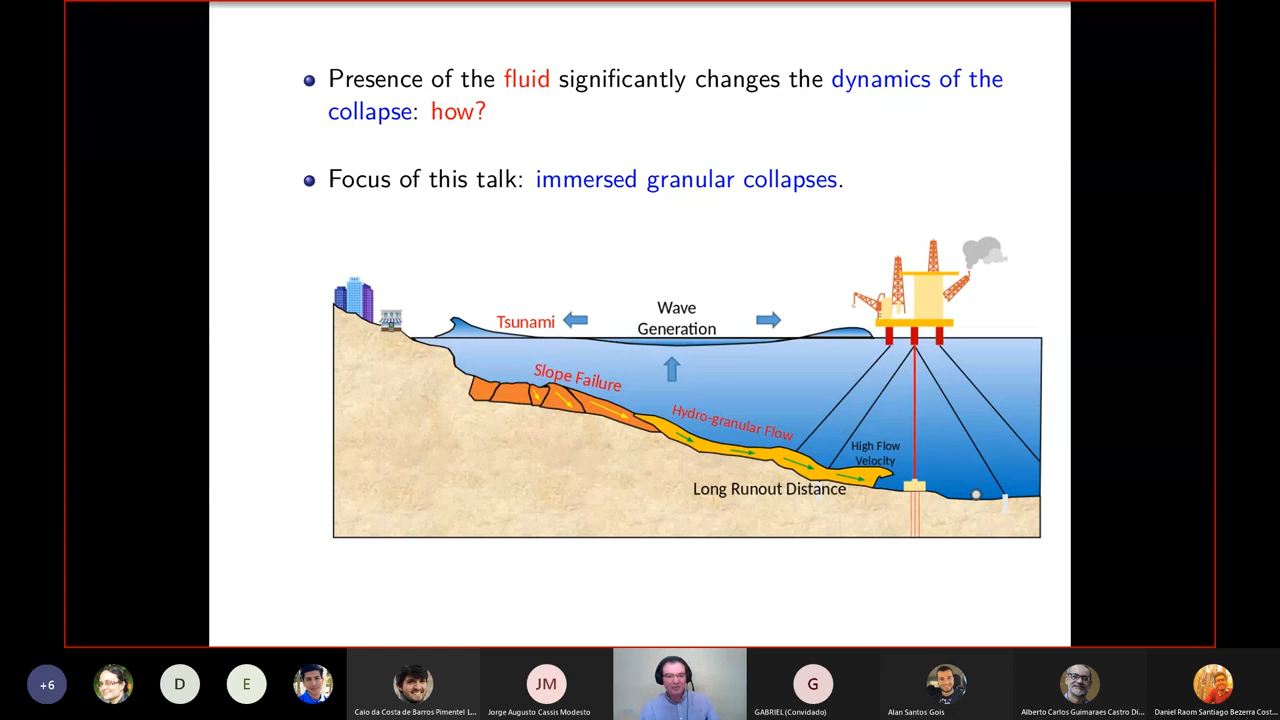 Presence of the fluid significantly changes the dynamics of the
collapse: how?
Focus of this talk: immersed granular collapses.
Wave
Generation
Tsunami
Slope Failure
Hydro-granular Flow
High Flow
Velocity
Long Runout Distance
+6
D
E
Caio da Costa de Barros Pimentel L...
JM
Jorge Augusto Cassis Modesto
G
GABRIEL (Convidado)
Alan Santos Gois
Alberto Carlos Guimaraes Castro Di...
Daniel Raom Santiago Bezerra Cost...